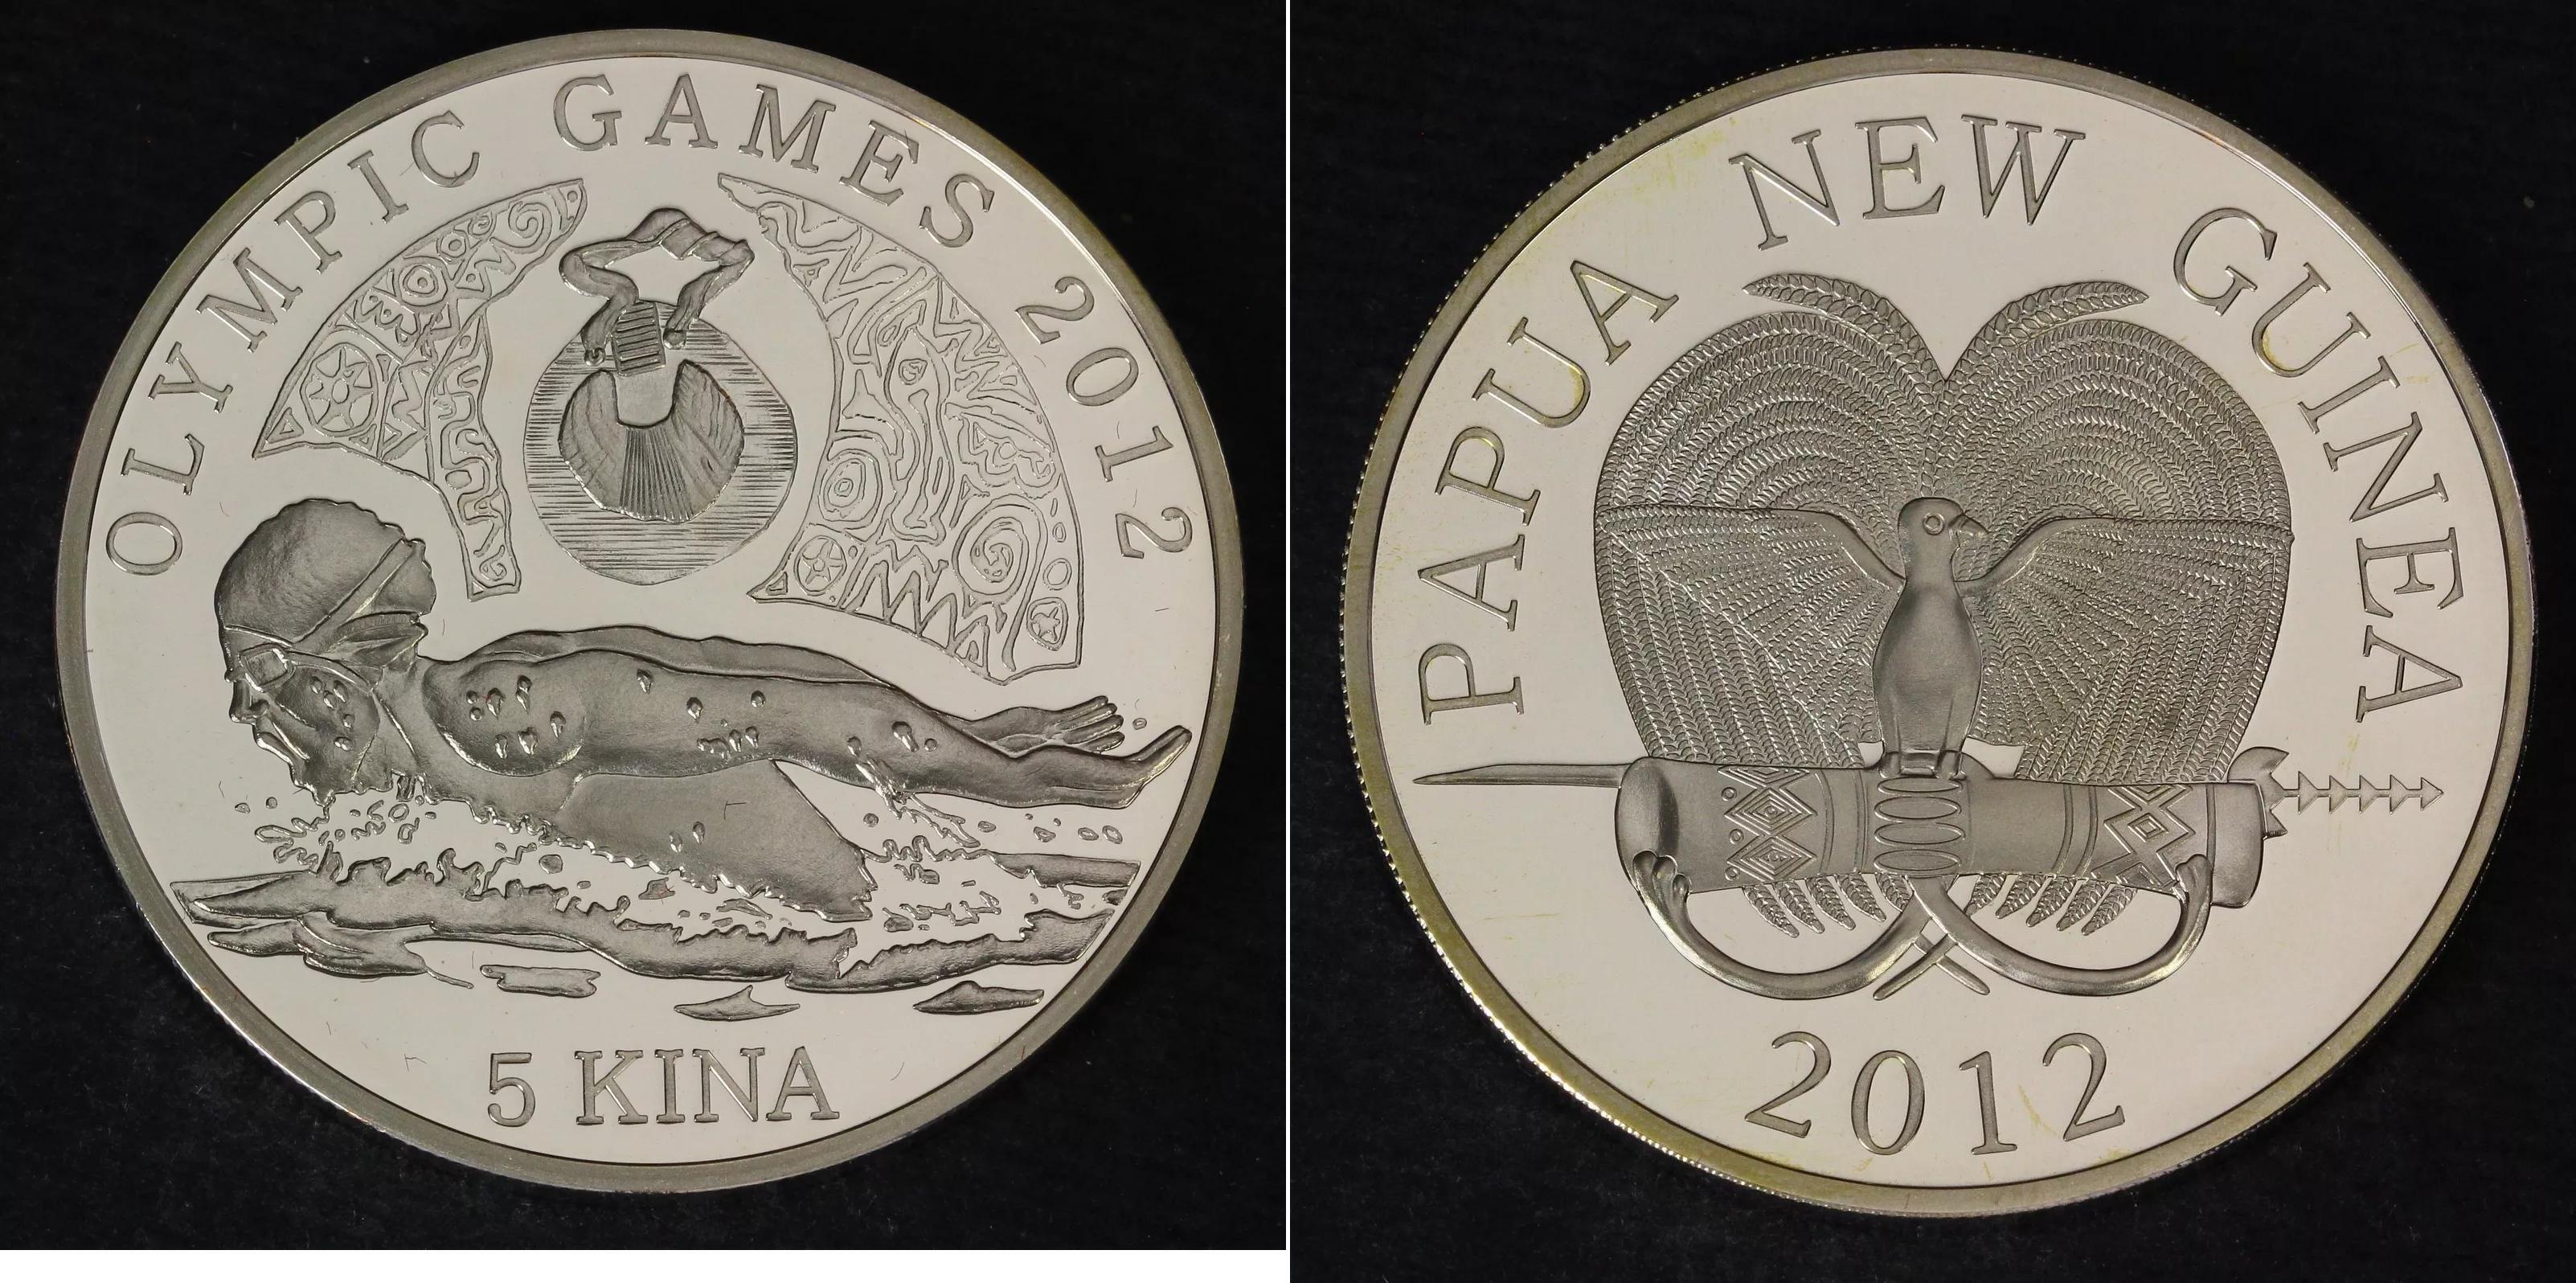 OLYMPIC GAMES 2012
5 KINA
PAPUA NEW GUINEA
2012